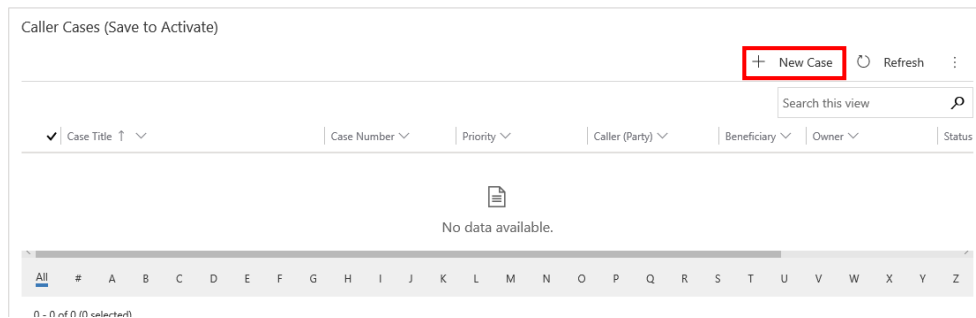 Caller Cases (Save to Activate)
+ New Case Refresh
Search this view
Case Title ↑ Case Number Priority Caller (Party) Beneficiary Owner Status
No data available.
All # A B C D E F G H I J K L M N O P Q R S T U V W X Y Z
0 - 0 of 0 (0 selected)